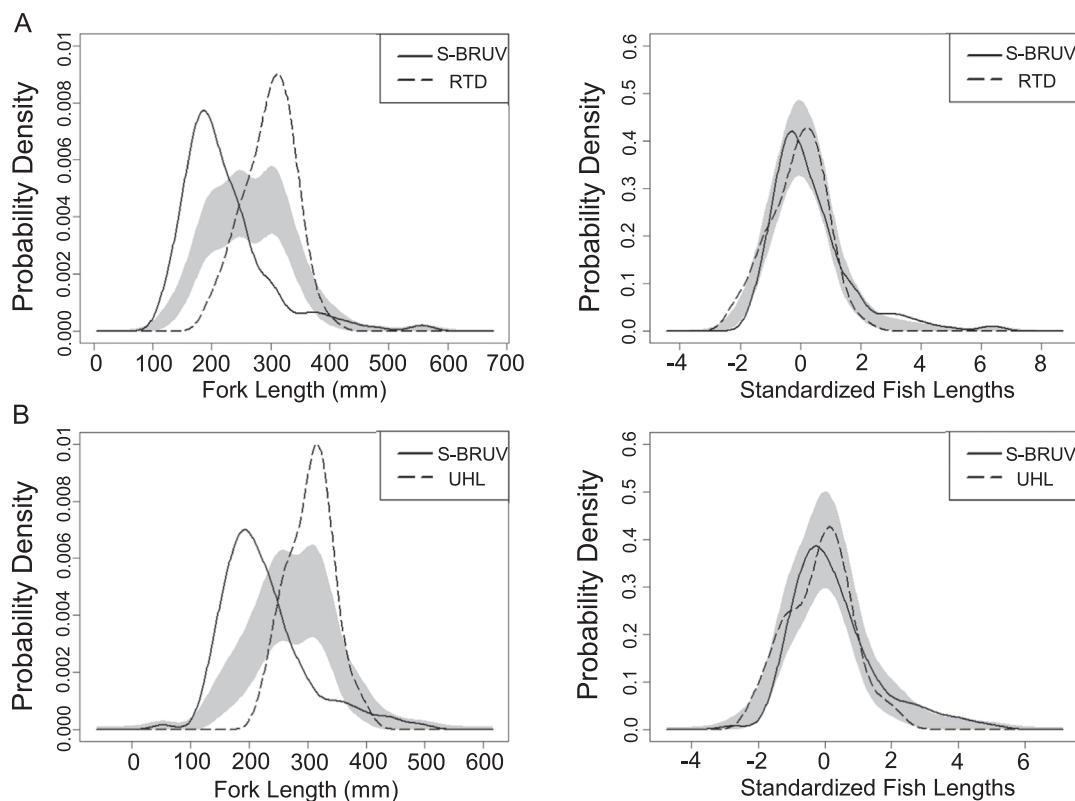 A
Probability Density
0.000 0.002 0.004 0.006 0.008 0.01
S-BRUV
RTD
0 100 200 300 400 500 600 700
Fork Length (mm)
Probability Density
0.0 0.1 0.2 0.3 0.4 0.5 0.6
S-BRUV
RTD
-4 -2 0 2 4 6 8
Standardized Fish Lengths
B
Probability Density
0.000 0.002 0.004 0.006 0.008 0.01
S-BRUV
UHL
0 100 200 300 400 500 600
Fork Length (mm)
Probability Density
0.0 0.1 0.2 0.3 0.4 0.5 0.6
S-BRUV
UHL
-4 -2 0 2 4 6
Standardized Fish Lengths